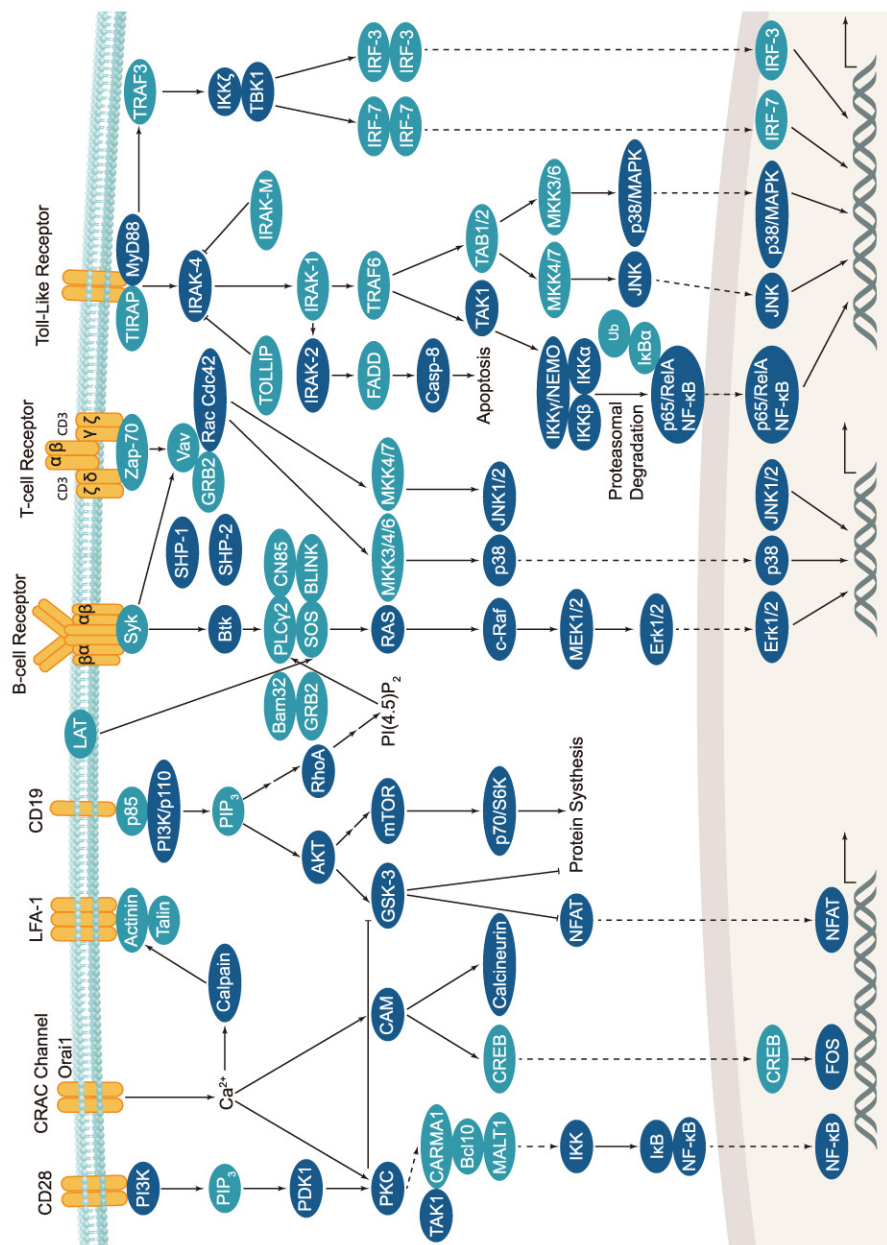 CD28
CRAC Channel
Orai1
LFA-1
CD19
B-cell Receptor
T-cell Receptor
Toll-Like Receptor
LAT
βα
αβ
CD3
ζ δ
α β
CD3
γ ζ
PI3K
Actinin
Talin
p85
PI3K/p110
Syk
Zap-70
TIRAP
MyD88
TRAF3
PIP3
Ca2+
Calpain
PIP3
Btk
SHP-1
SHP-2
Vav
GRB2
Rac Cdc42
IRAK-4
IKKζ
TBK1
PDK1
AKT
RhoA
Bam32
GRB2
PLCγ2
SOS
CN85
BLINK
TOLLIP
IRAK-M
IRAK-2
IRAK-1
PKC
CAM
GSK-3
mTOR
PI(4.5)P2
RAS
MKK3/4/6
MKK4/7
FADD
TRAF6
IRF-7
IRF-7
IRF-3
IRF-3
TAK1
CARMA1
Bcl10
MALT1
CREB
Calcineurin
p70/S6K
c-Raf
p38
JNK1/2
Casp-8
Apoptosis
TAK1
TAB1/2
IKK
NFAT
Protein Systhesis
MEK1/2
IKKγ/NEMO
IKKβ
IKKα
MKK4/7
MKK3/6
Proteasomal
Degradation
Ub
IκBα
IκB
NF-κB
Erk1/2
p65/RelA
NF-κB
JNK
p38/MAPK
CREB
FOS
NF-κB
NFAT
Erk1/2
p38
JNK1/2
p65/RelA
NF-κB
JNK
p38/MAPK
IRF-7
IRF-3